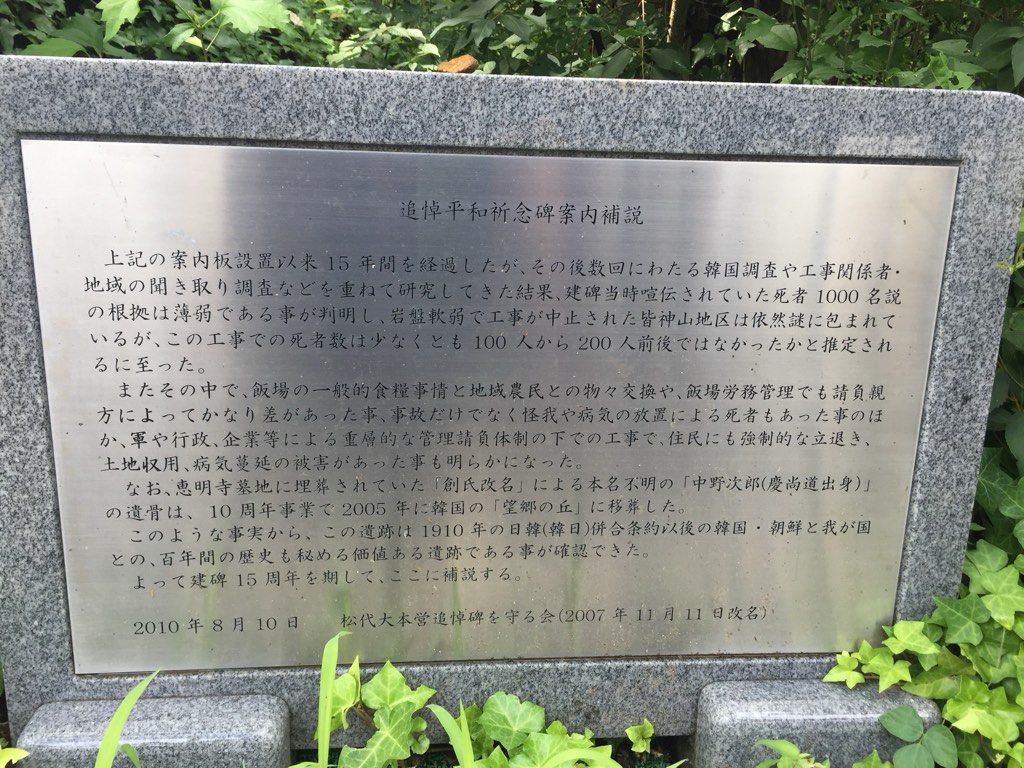 追悼平和祈念碑案内補説
上記の案内板設置以来15年間を経過したが、その後数回にわたる韓国調査や工事関係者・
地域の聞き取り調査などを重ねて研究してきた結果、建碑当時喧伝されていた死者1000名説
の根拠は薄弱である事が判明し、岩盤軟弱で工事が中止された皆神山地区は依然謎に包まれて
いるが、この工事での死者数は少なくとも100人から200人前後ではなかったかと推定され
るに至った。
またその中で、飯場の一般的食糧事情と地域農民との物々交換や、飯場労務管理でも請負親
方によってかなり差があった事、事故だけでなく怪我や病気の放置による死者もあった事のほ
か、軍や行政、企業等による重層的な管理請負体制の下での工事で、住民にも強制的な立退き、
土地収用、病気蔓延の被害があった事も明らかになった。
なお、恵明寺墓地に埋葬されていた「創氏改名」による本名不明の「中野次郎(慶尚道出身)」
の遺骨は、10周年事業で2005年に韓国の「望郷の丘」に移葬した。
このような事実から、この遺跡は1910年の日韓(韓日)併合条約以後の韓国・朝鮮と我が国
との、百年間の歴史も秘める価値ある遺跡である事が確認できた。
よって建碑15周年を期して、ここに補説する。
2010年8月10日　松代大本営追悼碑を守る会(2007年11月11日改名)